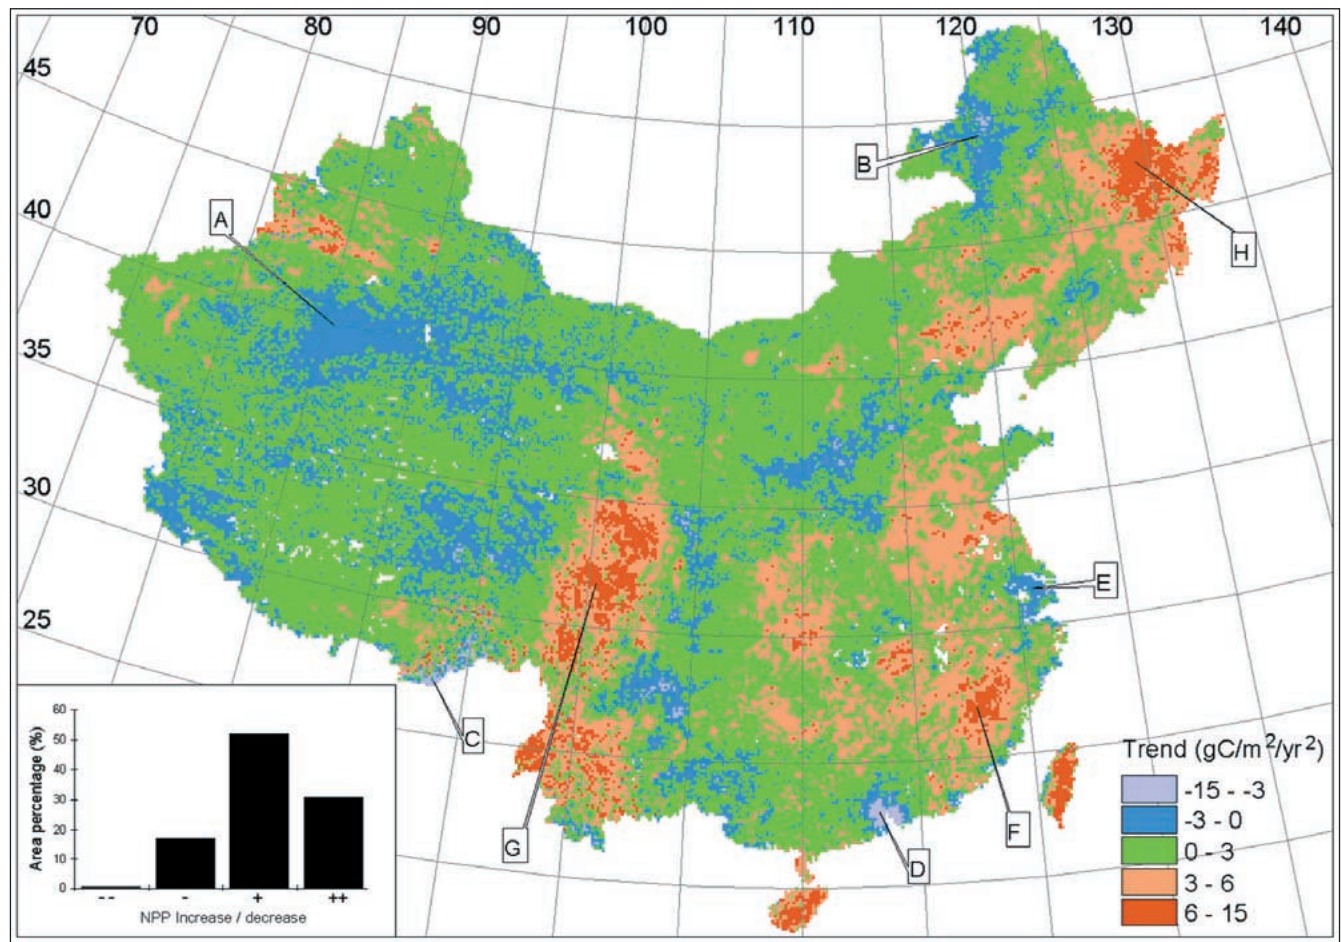 70 80 90 100 110 120 130 140
45
40
35
30
25
A
B
H
E
C
G
D
F
60
50
40
30
20
10
0
Area percentage (%)
-- - + ++
NPP Increase / decrease
Trend (gC/m²/yr²)
-15 - -3
-3 - 0
0 - 3
3 - 6
6 - 15